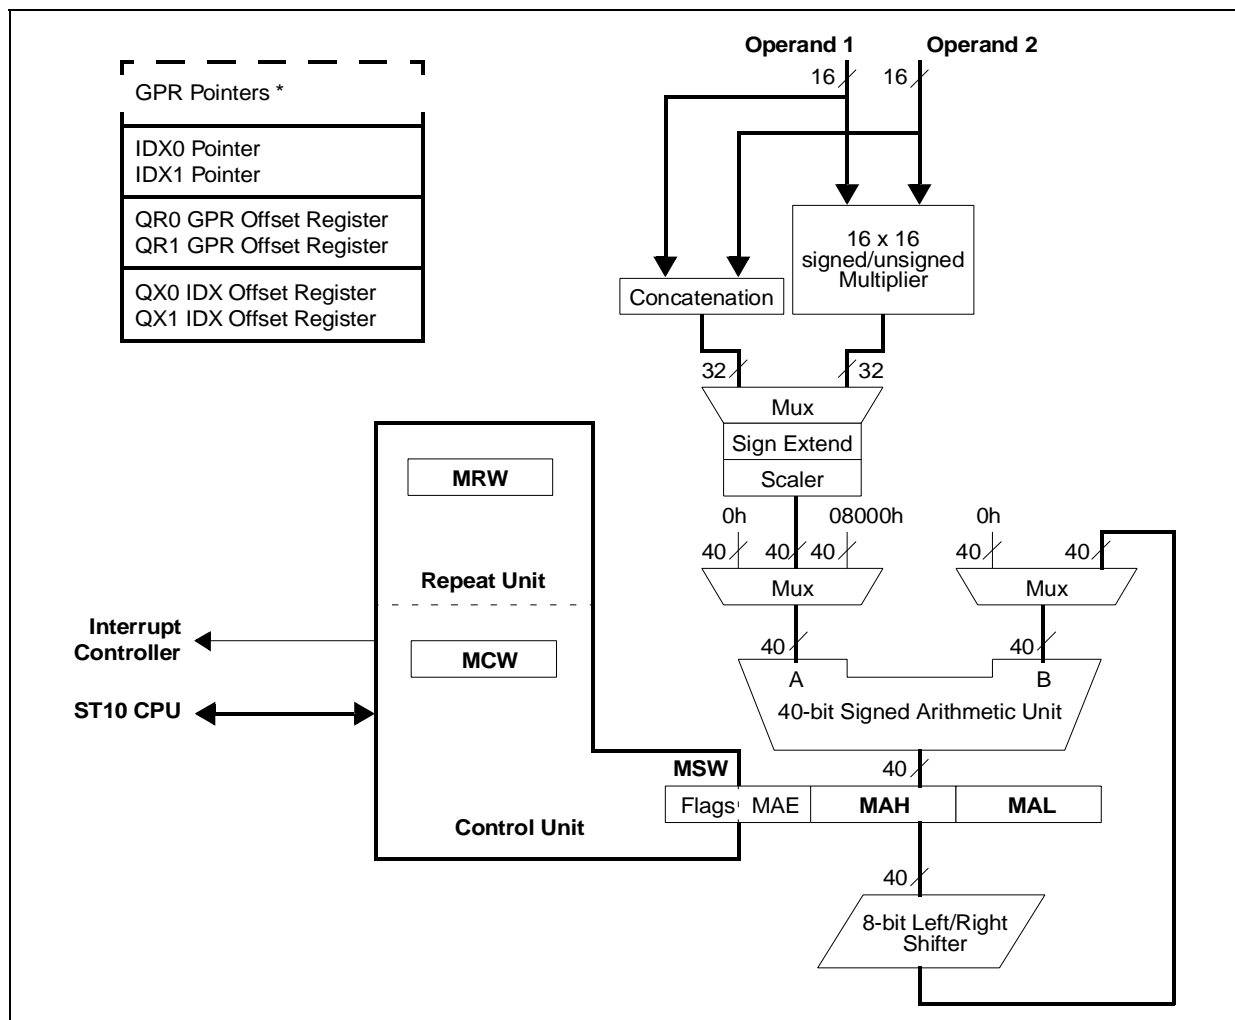 Operand 1
Operand 2
16
16
GPR Pointers *
IDX0 Pointer
IDX1 Pointer
QR0 GPR Offset Register
QR1 GPR Offset Register
QX0 IDX Offset Register
QX1 IDX Offset Register
16 x 16
signed/unsigned
Multiplier
Concatenation
32
32
Mux
Sign Extend
Scaler
0h
08000h
0h
40
40
40
40
40
Mux
Mux
40
40
A
B
40-bit Signed Arithmetic Unit
MRW
Repeat Unit
Interrupt
Controller
MCW
ST10 CPU
MSW
40
Flags
MAE
MAH
MAL
Control Unit
40
8-bit Left/Right
Shifter